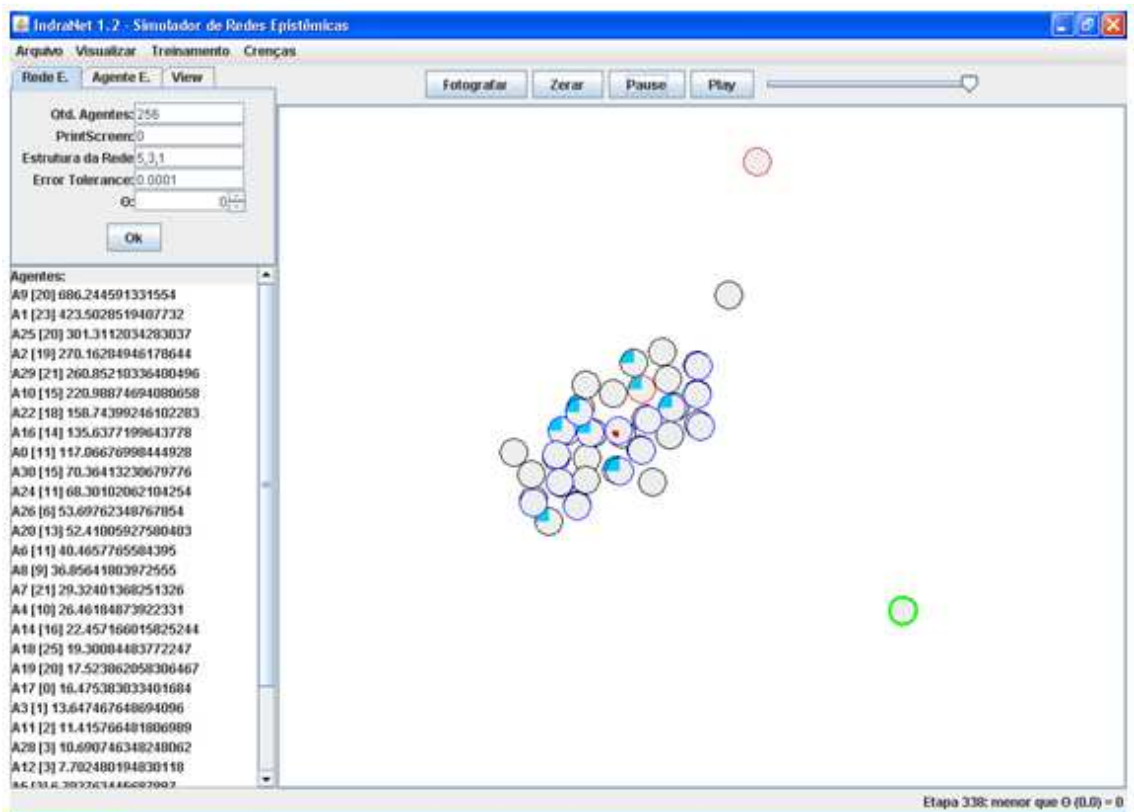 IndraNet 1.2 - Simulador de Redes Epistêmicas
Arquivo Visualizar Treinamento Crenças
Rede E. Agente E. View
Fotografar Zerar Pause Play
Qtd. Agentes: 256
PrintScreen: 0
Estrutura da Rede 5,3,1
Error Tolerance: 0.0001
Θ: 0
Ok
Agentes:
A9 [20] 686.244591331554
A1 [23] 423.5028519407732
A25 [20] 301.3112034283037
A2 [19] 270.16284946178644
A29 [21] 260.85210336400496
A10 [15] 220.98874694080658
A22 [18] 158.74399246102283
A16 [14] 135.6377199643778
A0 [11] 117.06676998444928
A30 [15] 70.36413230679776
A24 [11] 68.30102062104254
A26 [6] 53.69762348767854
A20 [13] 52.41805927580403
A6 [11] 40.4657765584395
A8 [9] 36.85641803972555
A7 [21] 29.32401368251326
A4 [10] 26.46184873922331
A14 [16] 22.457166015825244
A18 [25] 19.30084483772247
A19 [20] 17.523862058306467
A17 [0] 16.475383033401684
A3 [1] 13.647467648694096
A11 [2] 11.415766481806989
A28 [3] 10.690746348248062
A12 [3] 7.702480194830118
Etapa 338: menor que Θ (0.0) = 0